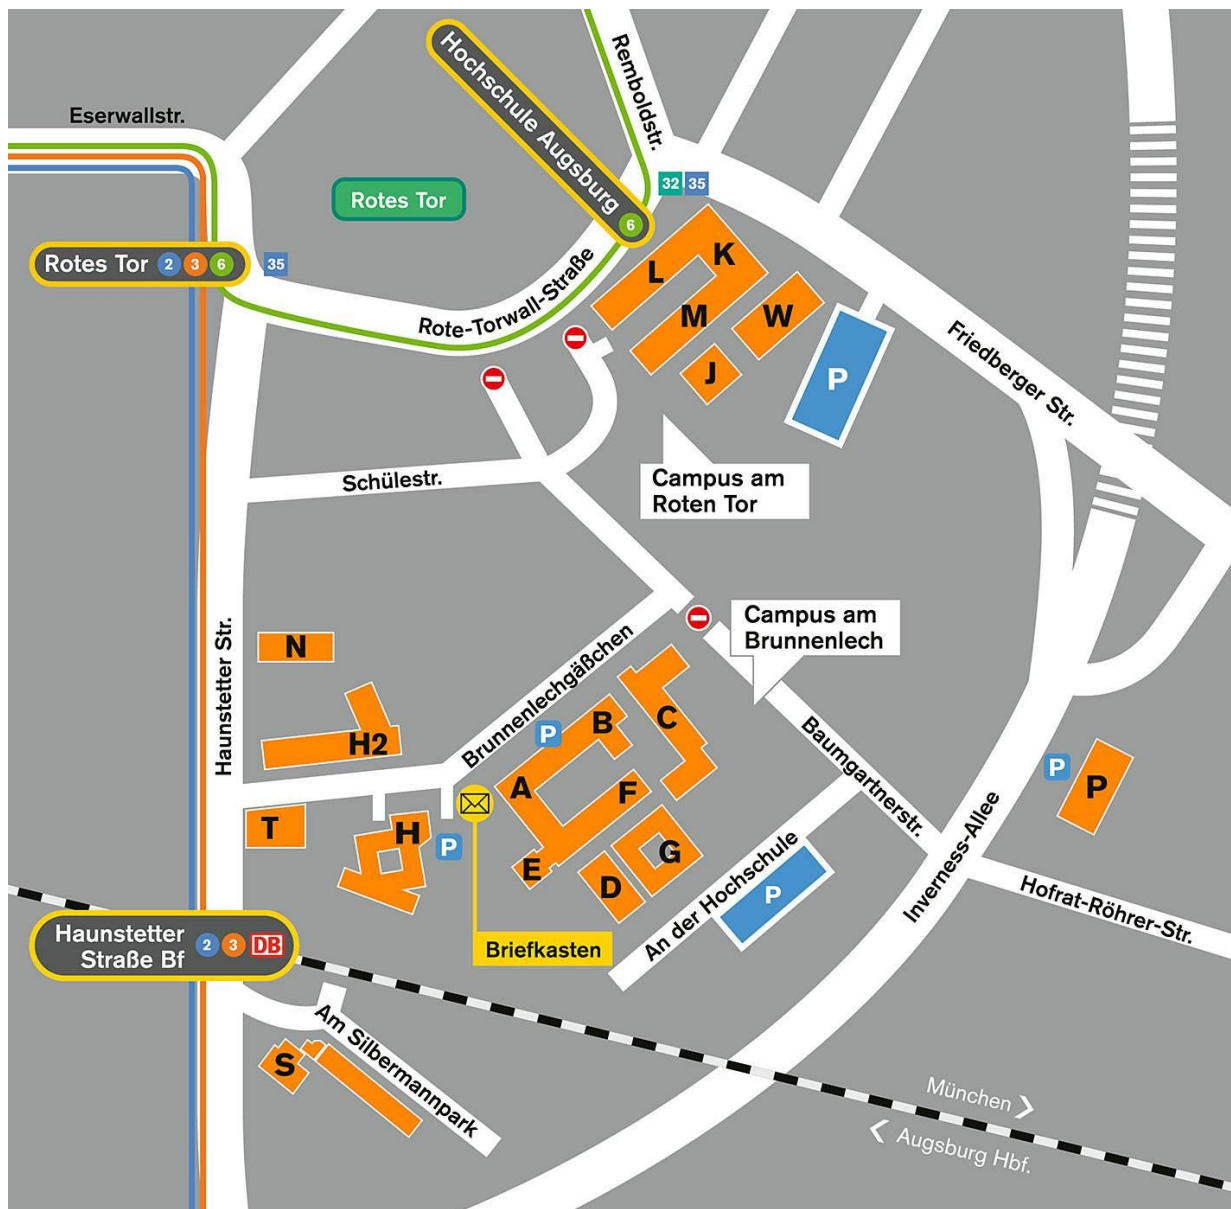 Eserwallstr.
Remboldstr.
Hochschule Augsburg 6
32 35
Rotes Tor
Rotes Tor 2 3 6
35
Rote-Torwall-Straße
L
K
M
W
J
P
Friedberger Str.
Schülestr.
Campus am
Roten Tor
Campus am
Brunnenlech
Haunstetter Str.
N
H2
Brunnenlechgäßchen
P
B
C
A
F
Baumgartnerstr.
P
P
T
H
P
E
D
G
An der Hochschule
P
Inverness-Allee
Hofrat-Röhrer-Str.
Haunstetter
Straße Bf
2 3 DB
Briefkasten
Am Silbermannpark
S
München
Augsburg Hbf.